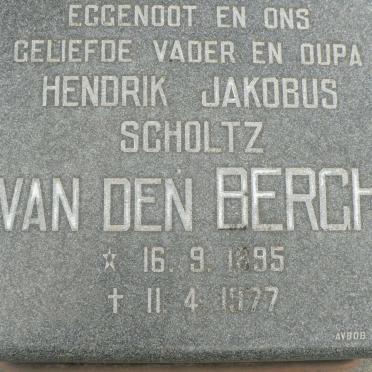 EGGENOOT EN ONS
GELIEFDE VADER EN OUPA
HENDRIK JAKOBUS
SCHOLTZ
VAN DEN BERCH
☆ 16. 9. 1895
✝ 11. 4. 1977
AVBOB